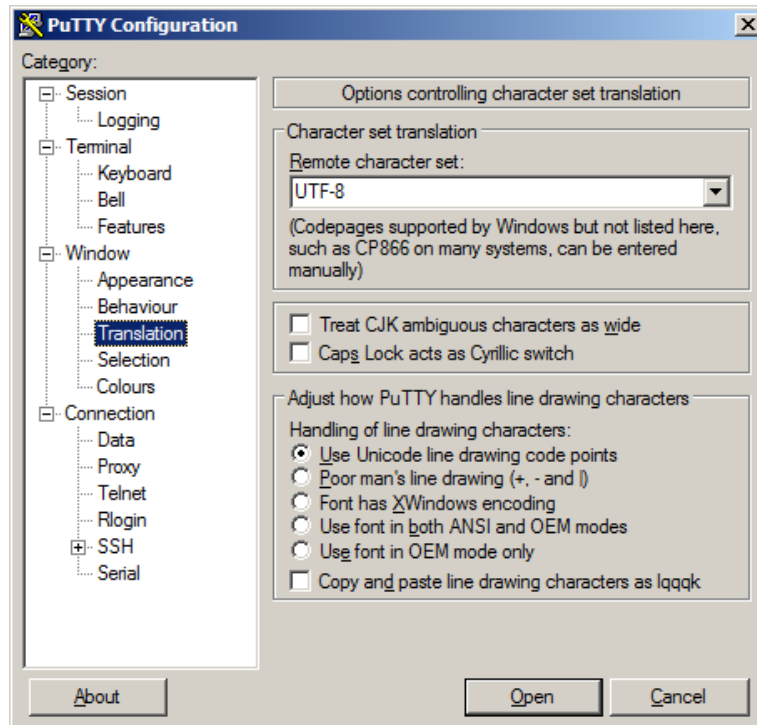 PuTTY Configuration
Category:
Session
Logging
Terminal
Keyboard
Bell
Features
Window
Appearance
Behaviour
Translation
Selection
Colours
Connection
Data
Proxy
Telnet
Rlogin
SSH
Serial
Options controlling character set translation
Character set translation
Remote character set:
UTF-8
(Codepages supported by Windows but not listed here,
such as CP866 on many systems, can be entered
manually)
Treat CJK ambiguous characters as wide
Caps Lock acts as Cyrillic switch
Adjust how PuTTY handles line drawing characters
Handling of line drawing characters:
Use Unicode line drawing code points
Poor man's line drawing (+, - and |)
Font has XWindows encoding
Use font in both ANSI and OEM modes
Use font in OEM mode only
Copy and paste line drawing characters as lqqqk
About
Open
Cancel